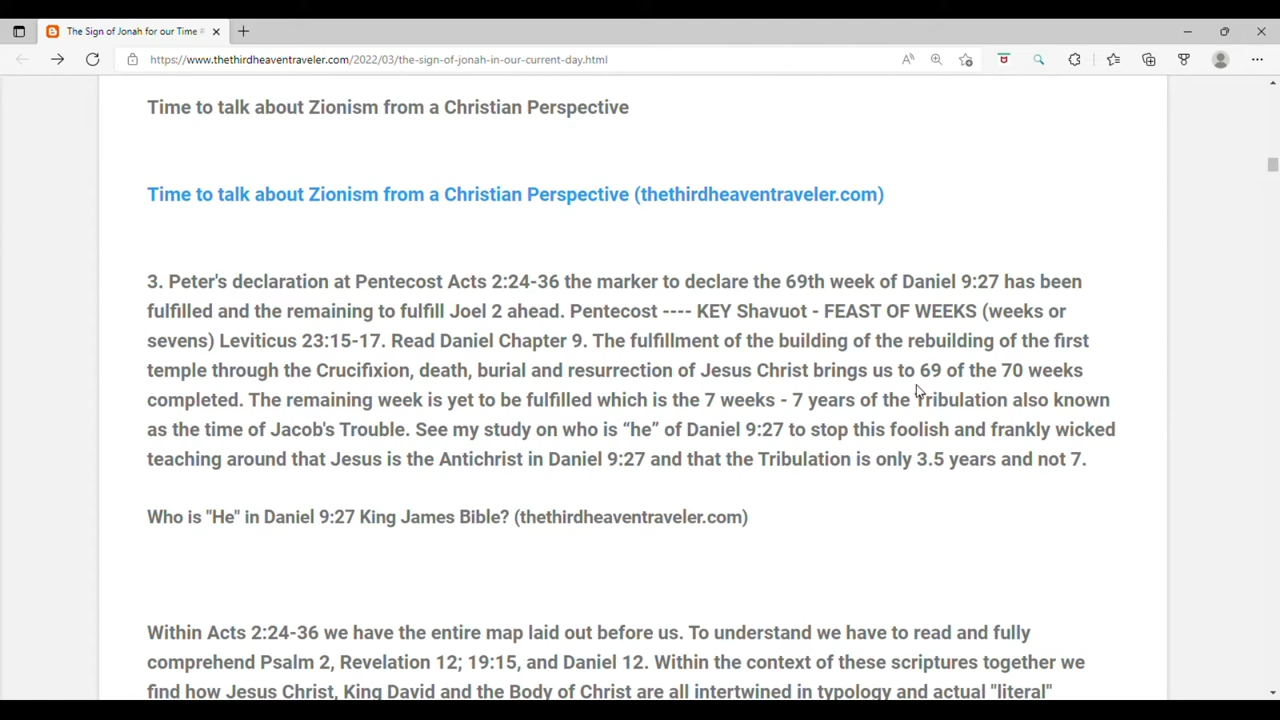 The Sign of Jonah for our Time
https://www.thethirdheaventraveler.com/2022/03/the-sign-of-jonah-in-our-current-day.html
Time to talk about Zionism from a Christian Perspective
Time to talk about Zionism from a Christian Perspective (thethirdheaventraveler.com)
3. Peter's declaration at Pentecost Acts 2:24-36 the marker to declare the 69th week of Daniel 9:27 has been
fulfilled and the remaining to fulfill Joel 2 ahead. Pentecost ---- KEY Shavuot - FEAST OF WEEKS (weeks or
sevens) Leviticus 23:15-17. Read Daniel Chapter 9. The fulfillment of the building of the rebuilding of the first
temple through the Crucifixion, death, burial and resurrection of Jesus Christ brings us to 69 of the 70 weeks
completed. The remaining week is yet to be fulfilled which is the 7 weeks - 7 years of the Tribulation also known
as the time of Jacob's Trouble. See my study on who is “he” of Daniel 9:27 to stop this foolish and frankly wicked
teaching around that Jesus is the Antichrist in Daniel 9:27 and that the Tribulation is only 3.5 years and not 7.
Who is "He" in Daniel 9:27 King James Bible? (thethirdheaventraveler.com)
Within Acts 2:24-36 we have the entire map laid out before us. To understand we have to read and fully
comprehend Psalm 2, Revelation 12; 19:15, and Daniel 12. Within the context of these scriptures together we
find how Jesus Christ, King David and the Body of Christ are all intertwined in typology and actual "literal"